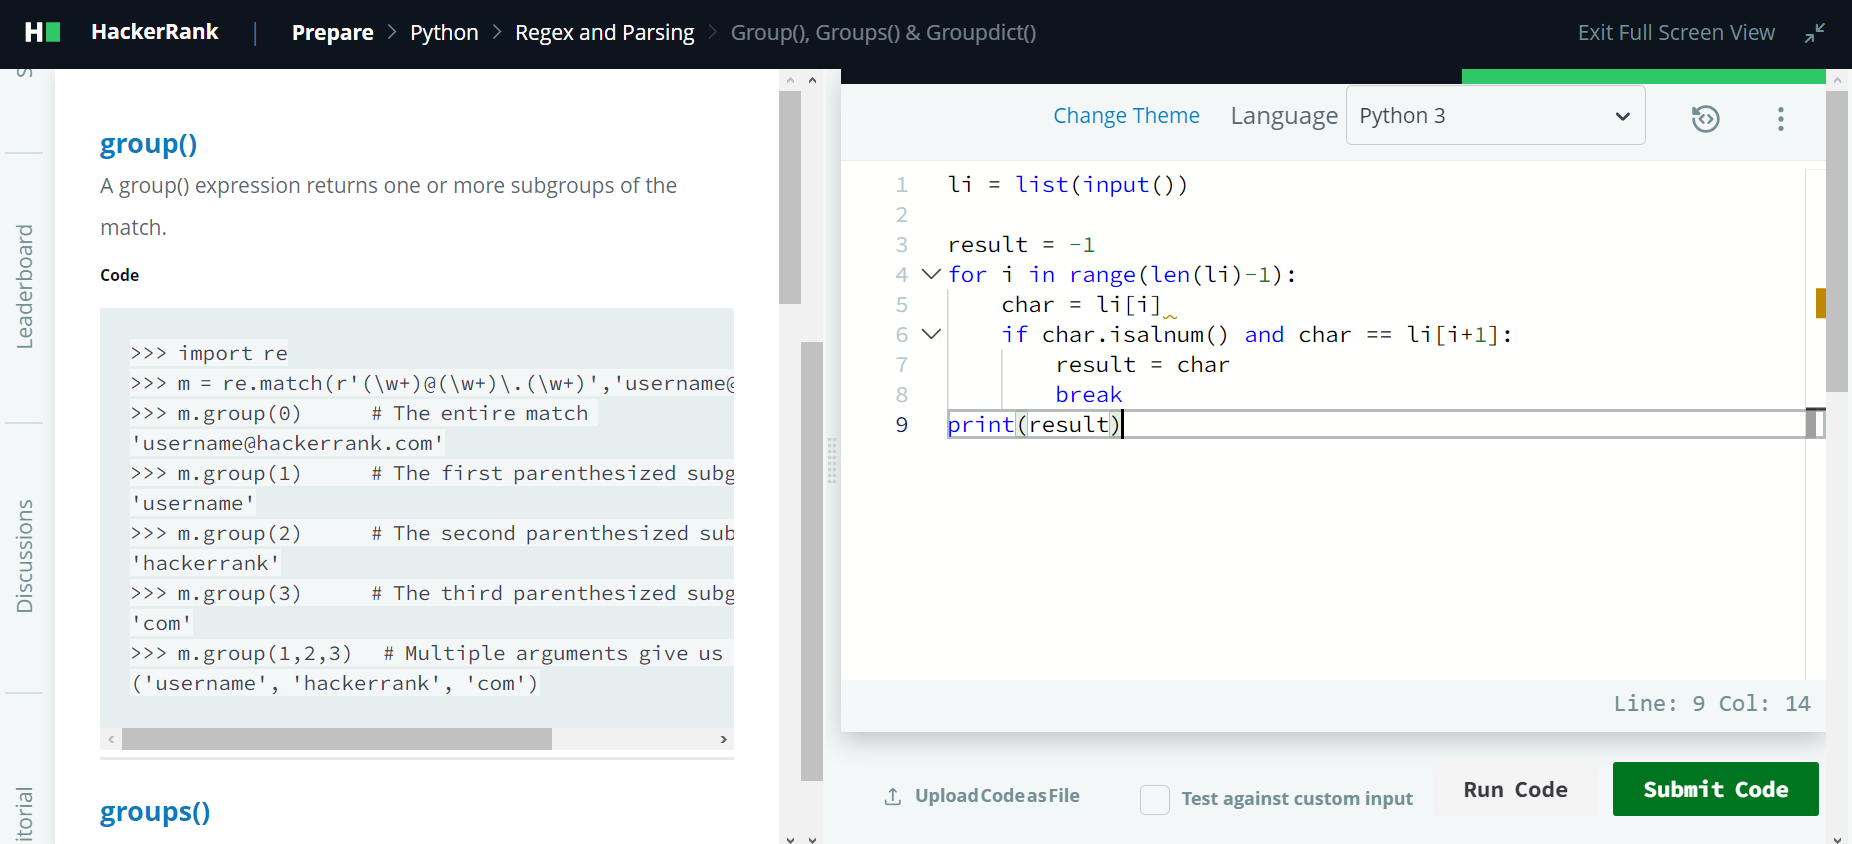 H HackerRank | Prepare > Python > Regex and Parsing > Group(), Groups() & Groupdict() Exit Full Screen View
Leaderboard
Discussions
itorial
group()
A group() expression returns one or more subgroups of the
match.
Code
>>> import re
>>> m = re.match(r'(\w+)@(\w+)\.(\w+)','username@
>>> m.group(0)      # The entire match
'username@hackerrank.com'
>>> m.group(1)      # The first parenthesized subg
'username'
>>> m.group(2)      # The second parenthesized sub
'hackerrank'
>>> m.group(3)      # The third parenthesized subg
'com'
>>> m.group(1,2,3)   # Multiple arguments give us
('username', 'hackerrank', 'com')
groups()
Change Theme Language Python 3
1 li = list(input())
2
3 result = -1
4 for i in range(len(li)-1):
5     char = li[i]
6     if char.isalnum() and char == li[i+1]:
7         result = char
8         break
9 print(result)
Line: 9 Col: 14
Upload Code as File Test against custom input Run Code Submit Code